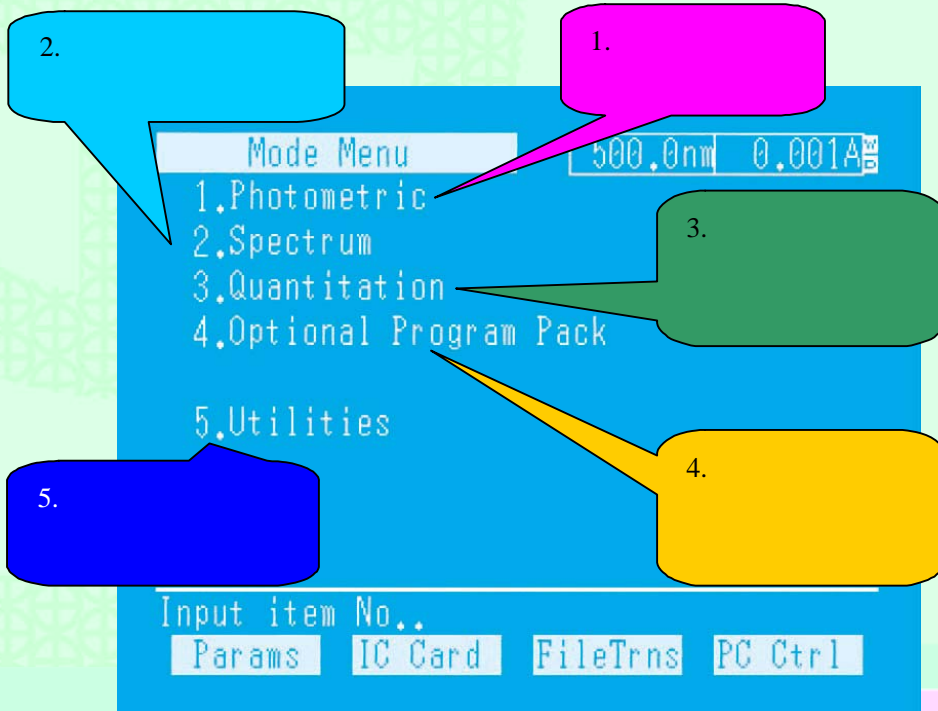 2.
1.
Mode Menu
500.0nm 0.001A
1.Photometric
2.Spectrum
3.
3.Quantitation
4.Optional Program Pack
5.Utilities
4.
5.
Input item No..
Params IC Card FileTrns PC Ctrl